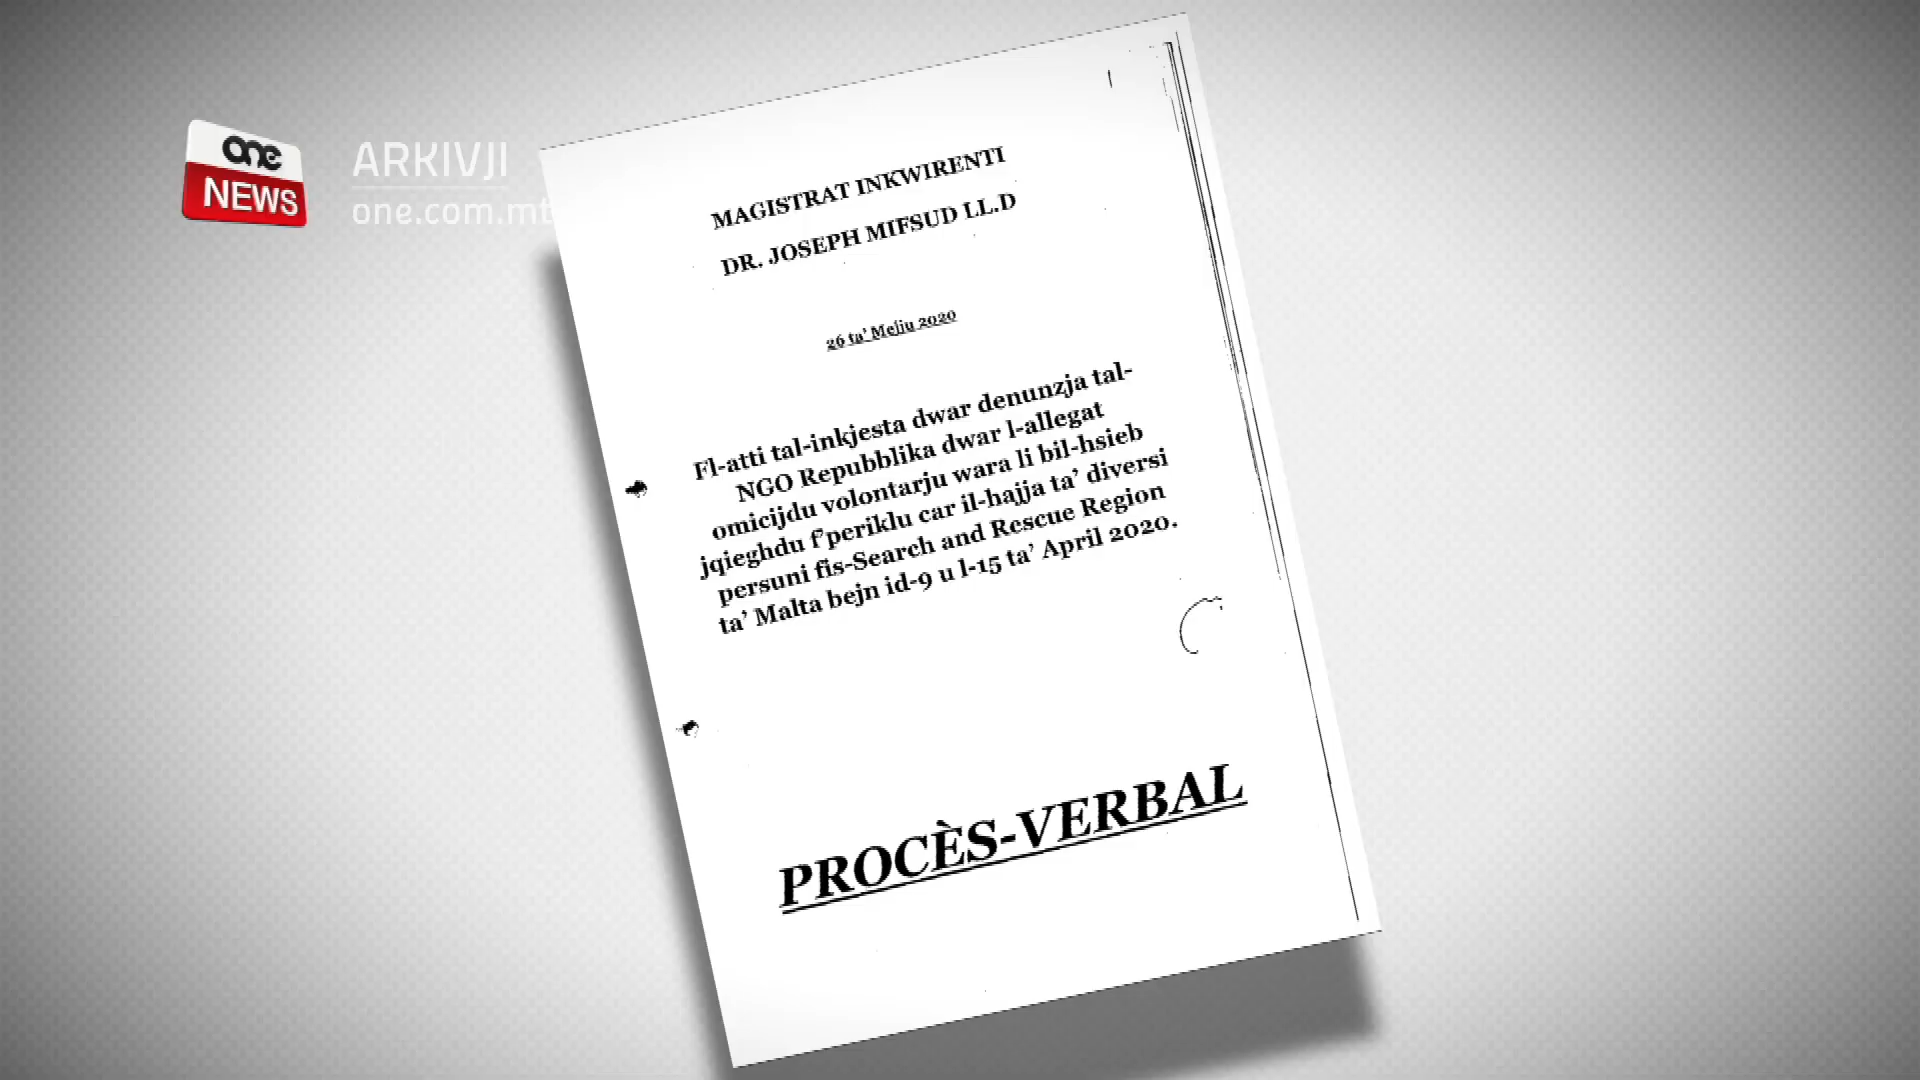 one
NEWS
ARKIVJI
one.com.mt
MAGISTRAT INKWIRENTI
DR. JOSEPH MIFSUD LL.D
26 ta' Mejju 2020
Fl-atti tal-inkjesta dwar denunzja tal-
NGO Repubblika dwar l-allegat
omicijdu volontarju wara li bil-hsieb
jqieghdu f'periklu car il-hajja ta' diversi
persuni fis-Search and Rescue Region
ta' Malta bejn id-9 u l-15 ta' April 2020.
PROCÈS-VERBAL